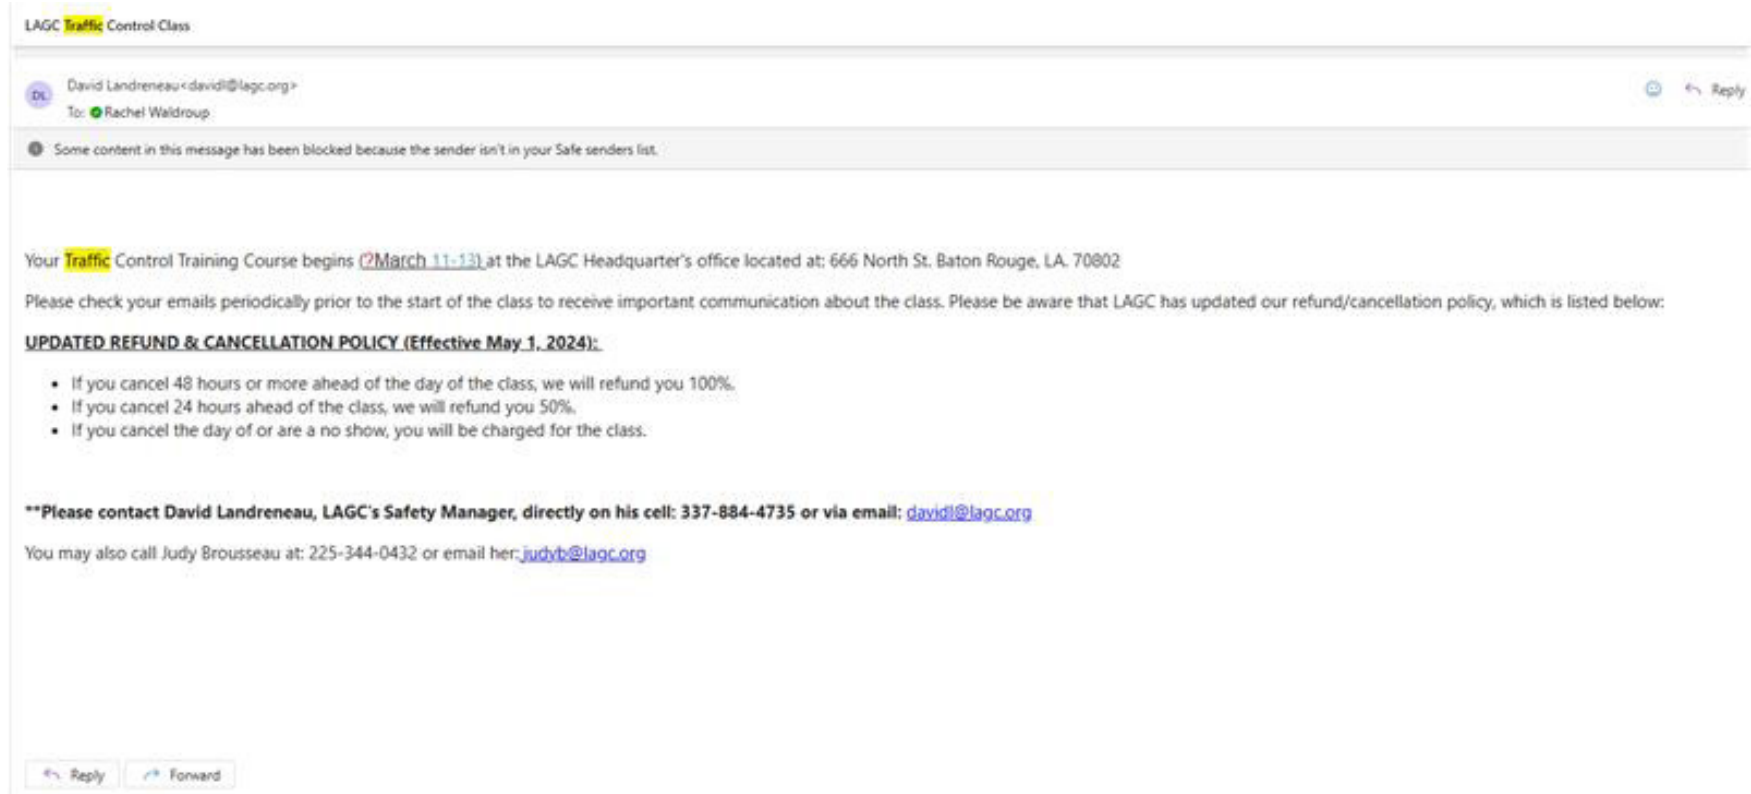 LAGC Traffic Control Class
DL
David Landreneau<davidl@lagc.org>
To: Rachel Waldroup
Reply
Some content in this message has been blocked because the sender isn't in your Safe senders list.
Your Traffic Control Training Course begins (?March 11-13) at the LAGC Headquarter's office located at: 666 North St. Baton Rouge, LA. 70802
Please check your emails periodically prior to the start of the class to receive important communication about the class. Please be aware that LAGC has updated our refund/cancellation policy, which is listed below:
UPDATED REFUND & CANCELLATION POLICY (Effective May 1, 2024):
• If you cancel 48 hours or more ahead of the day of the class, we will refund you 100%.
• If you cancel 24 hours ahead of the class, we will refund you 50%.
• If you cancel the day of or are a no show, you will be charged for the class.
**Please contact David Landreneau, LAGC's Safety Manager, directly on his cell: 337-884-4735 or via email: davidl@lagc.org
You may also call Judy Brousseau at: 225-344-0432 or email her: judyb@lagc.org
Reply
Forward